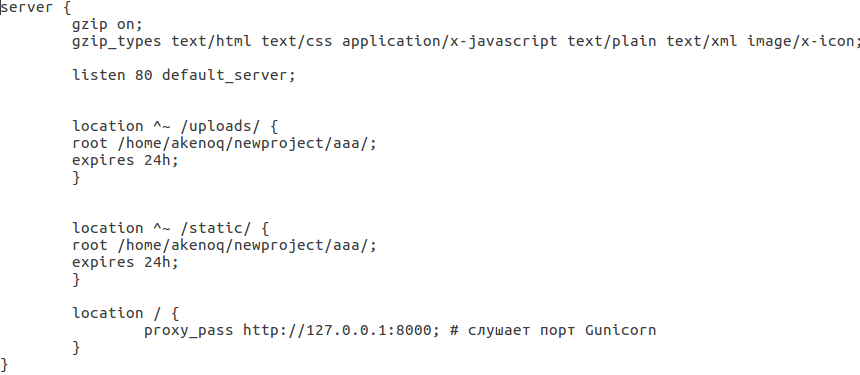 server {
gzip on;
gzip_types text/html text/css application/x-javascript text/plain text/xml image/x-icon;
listen 80 default_server;
location ^~ /uploads/ {
root /home/akenoq/newproject/aaa/;
expires 24h;
}
location ^~ /static/ {
root /home/akenoq/newproject/aaa/;
expires 24h;
}
location / {
proxy_pass http://127.0.0.1:8000; # слушает порт Gunicorn
}
}